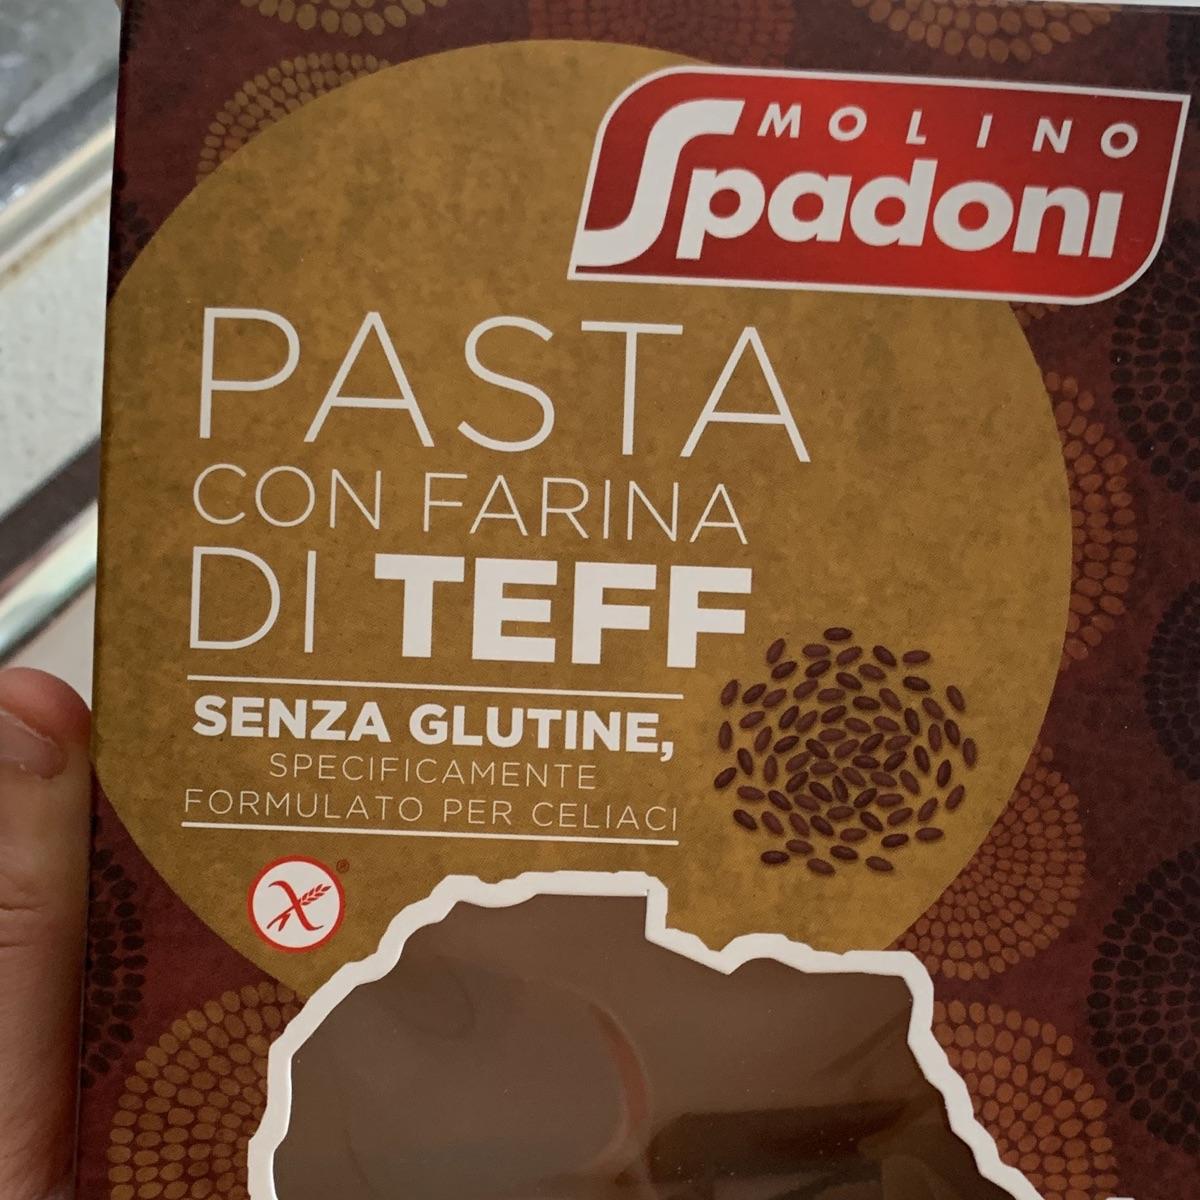 MOLINO
Spadoni
PASTA
CON FARINA
DI TEFF
SENZA GLUTINE,
SPECIFICAMENTE
FORMULATO PER CELIACI
®